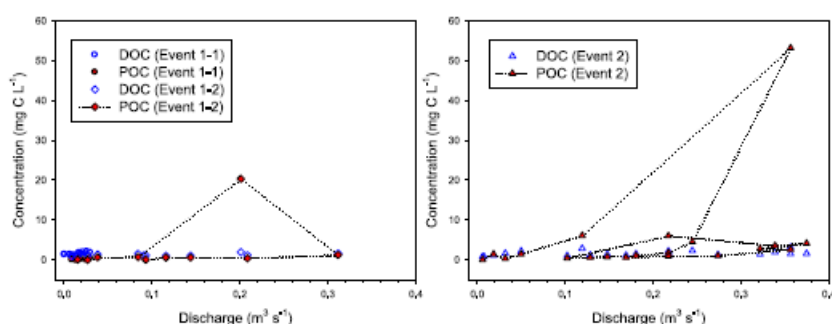 60
50
40
30
20
10
0
Concentration (mg C L⁻¹)
DOC (Event 1-1)
POC (Event 1-1)
DOC (Event 1-2)
POC (Event 1-2)
0,0 0,1 0,2 0,3 0,4
Discharge (m³ s⁻¹)
60
50
40
30
20
10
0
Concentration (mg C L⁻¹)
DOC (Event 2)
POC (Event 2)
0,0 0,1 0,2 0,3 0,4
Discharge (m³ s⁻¹)